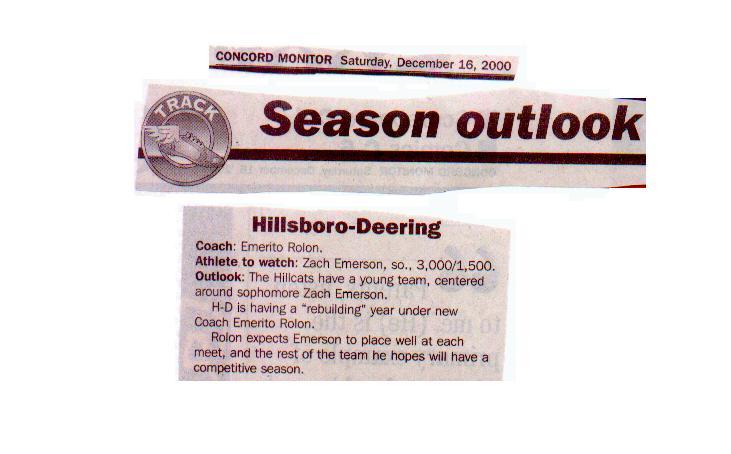 CONCORD MONITOR Saturday, December 16, 2000
TRACK
Season outlook
Hillsboro-Deering
Coach: Emerito Rolon.
Athlete to watch: Zach Emerson, so., 3,000/1,500.
Outlook: The Hillcats have a young team, centered
around sophomore Zach Emerson.
H-D is having a "rebuilding" year under new
Coach Emerito Rolon.
Rolon expects Emerson to place well at each
meet, and the rest of the team he hopes will have a
competitive season.